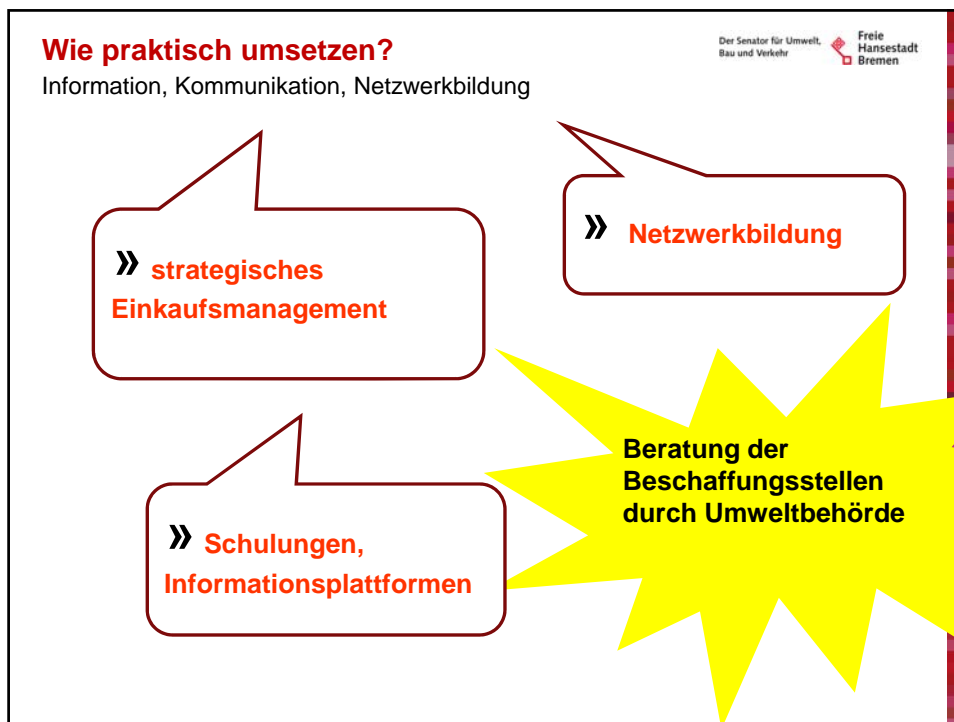 Wie praktisch umsetzen?
Information, Kommunikation, Netzwerkbildung
Der Senator für Umwelt,
Bau und Verkehr
Freie
Hansestadt
Bremen
» strategisches
Einkaufsmanagement
» Netzwerkbildung
» Schulungen,
Informationsplattformen
Beratung der
Beschaffungsstellen
durch Umweltbehörde